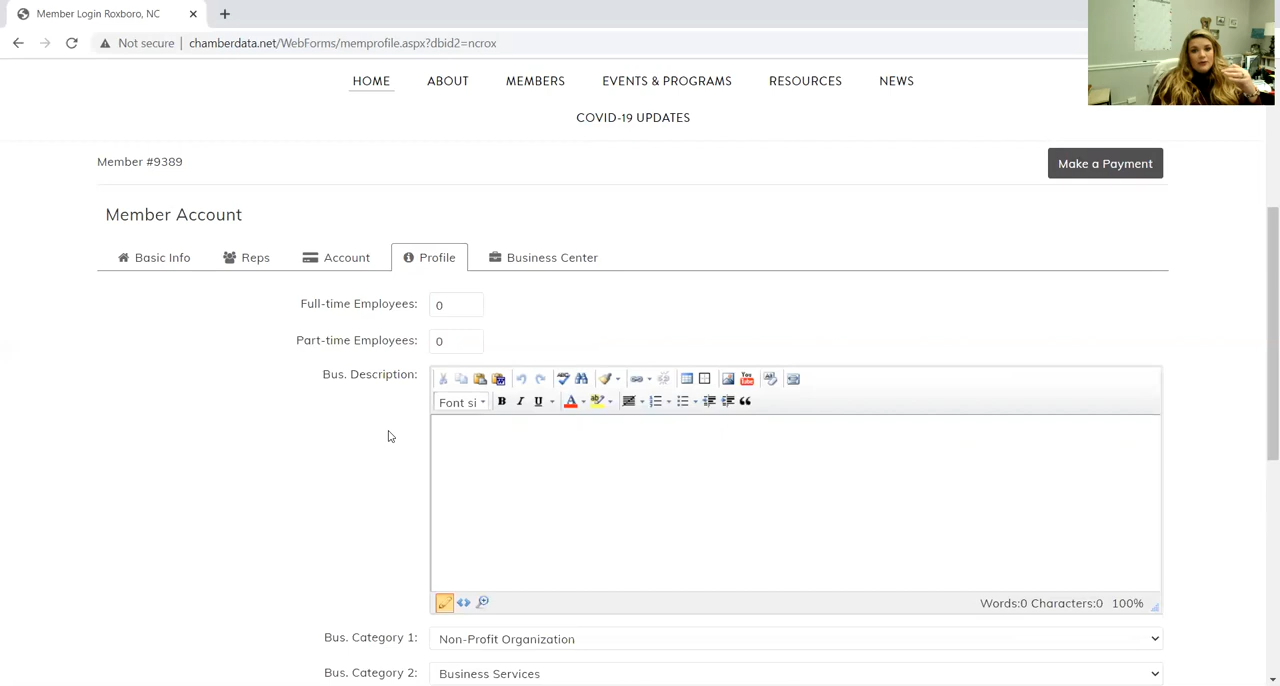 Member Login Roxboro, NC
Not secure
chamberdata.net/WebForms/memprofile.aspx?dbid2=ncrox
HOME ABOUT MEMBERS EVENTS & PROGRAMS RESOURCES NEWS
COVID-19 UPDATES
Member #9389
Make a Payment
Member Account
Basic Info Reps Account Profile Business Center
Full-time Employees: 0
Part-time Employees: 0
Bus. Description:
Font si B I U A ab
Words:0 Characters:0 100%
Bus. Category 1: Non-Profit Organization
Bus. Category 2: Business Services